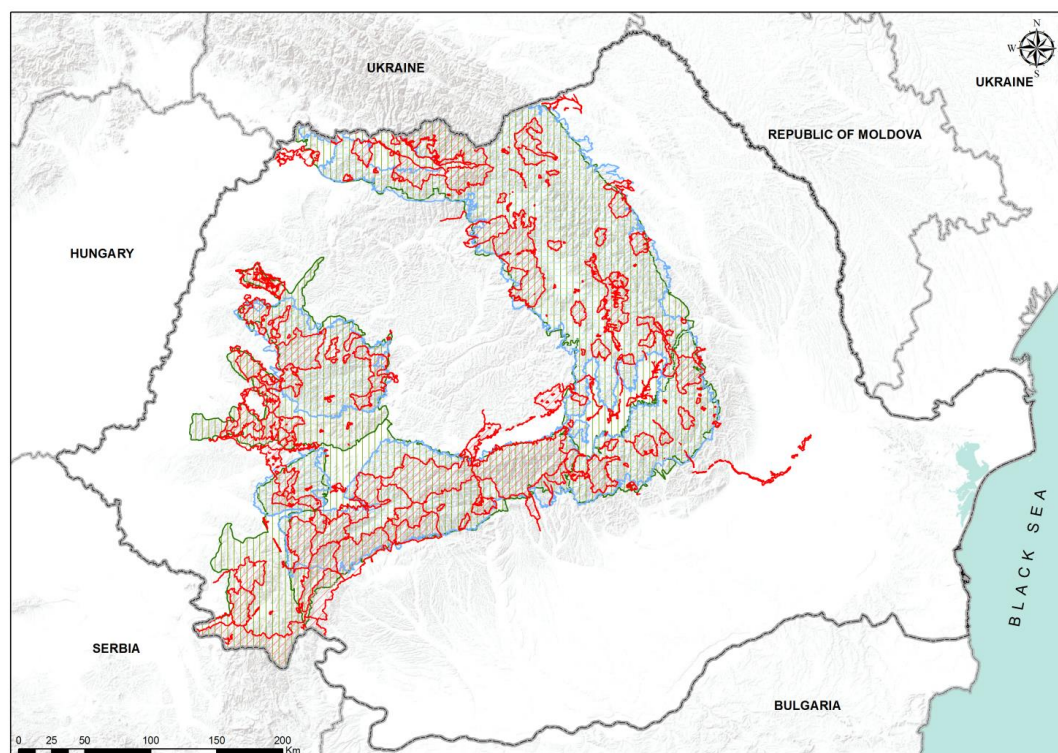 N
W E
S
UKRAINE
UKRAINE
REPUBLIC OF MOLDOVA
HUNGARY
BLACK SEA
SERBIA
BULGARIA
0 25 50 100 150 200
Km